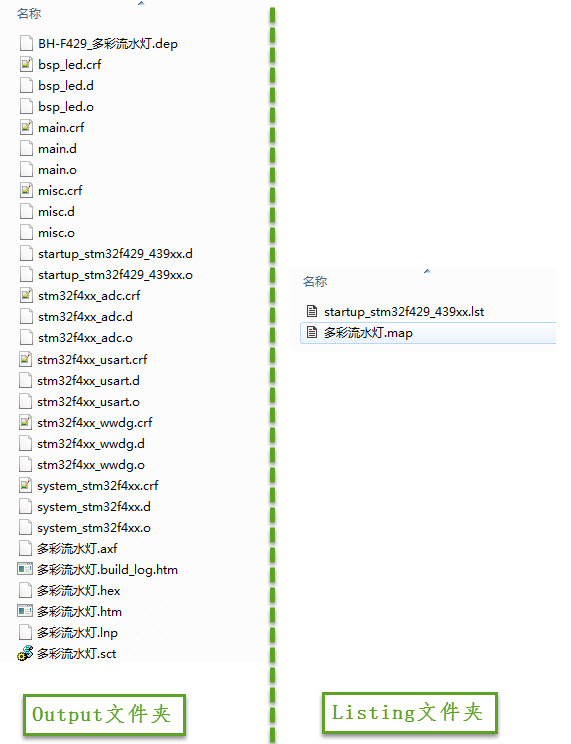 名称
BH-F429_多彩流水灯.dep
bsp_led.crf
bsp_led.d
bsp_led.o
main.crf
main.d
main.o
misc.crf
misc.d
misc.o
startup_stm32f429_439xx.d
startup_stm32f429_439xx.o
stm32f4xx_adc.crf
stm32f4xx_adc.d
stm32f4xx_adc.o
stm32f4xx_usart.crf
stm32f4xx_usart.d
stm32f4xx_usart.o
stm32f4xx_wwdg.crf
stm32f4xx_wwdg.d
stm32f4xx_wwdg.o
system_stm32f4xx.crf
system_stm32f4xx.d
system_stm32f4xx.o
多彩流水灯.axf
多彩流水灯.build_log.htm
多彩流水灯.hex
多彩流水灯.htm
多彩流水灯.lnp
多彩流水灯.sct
Output文件夹
名称
startup_stm32f429_439xx.lst
多彩流水灯.map
Listing文件夹